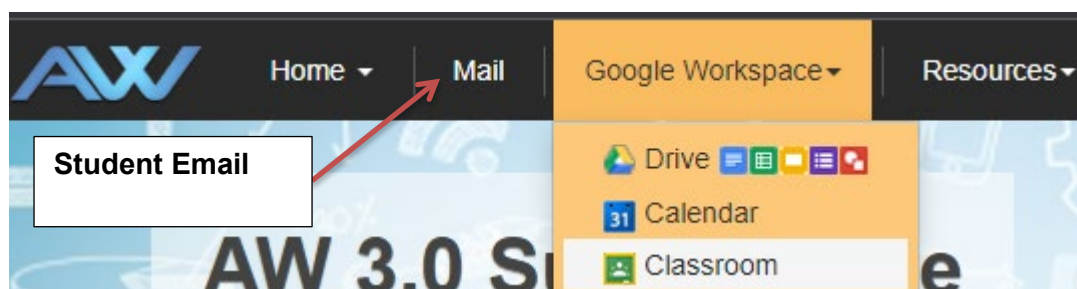 AW Home Mail Google Workspace Resources
Student Email
Drive
31 Calendar
AW 3.0 S e
Classroom